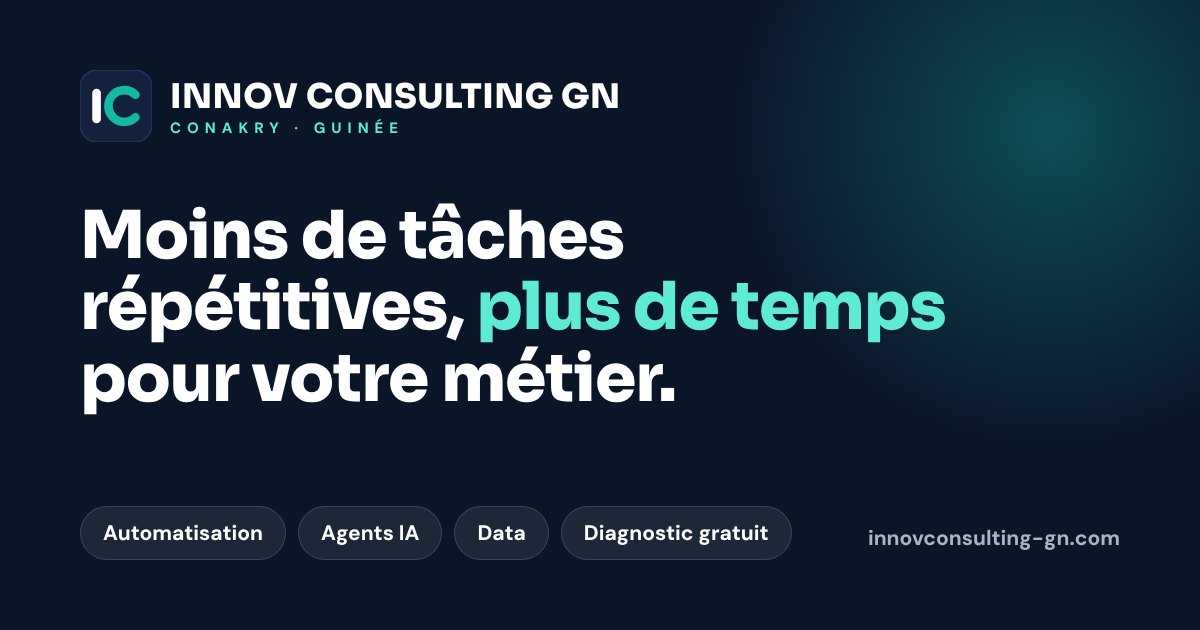 IC
INNOV CONSULTING GN
CONAKRY · GUINÉE
Moins de tâches
répétitives, plus de temps
pour votre métier.
Automatisation
Agents IA
Data
Diagnostic gratuit
innovconsulting-gn.com